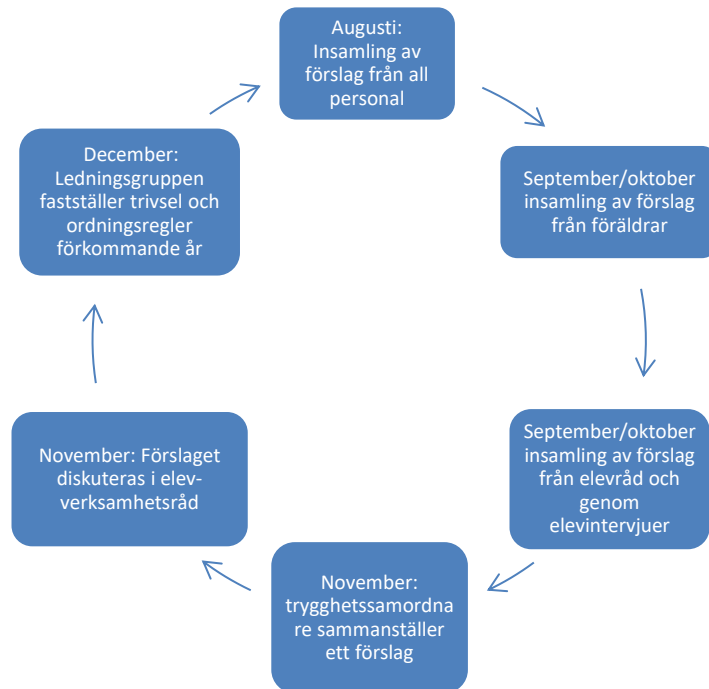 Augusti:
Insamling av
förslag från all
personal
September/oktober
insamling av förslag
från föräldrar
September/oktober
insamling av förslag
från elevråd och
genom
elevintervjuer
November:
trygghetssamordna
re sammanställer
ett förslag
November: Förslaget
diskuteras i elev-
verksamhetsråd
December:
Ledningsgruppen
fastställer trivsel och
ordningsregler
förkommande år